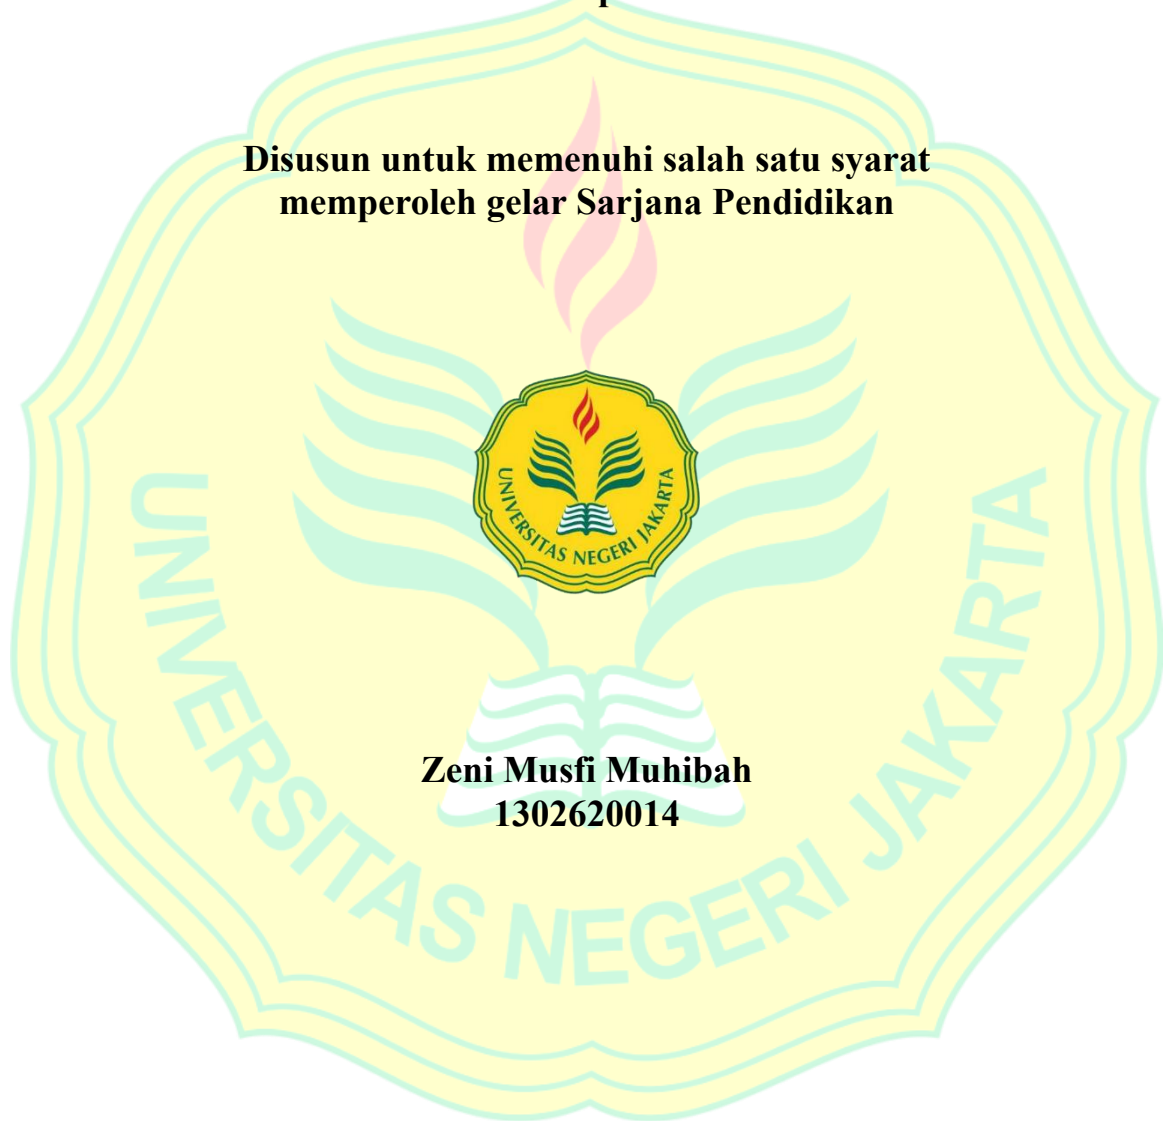 Disusun untuk memenuhi salah satu syarat
memperoleh gelar Sarjana Pendidikan
UNIVERSITAS NEGERI JAKARTA
Zeni Musfi Muhibah
1302620014
UNIVERSITAS NEGERI JAKARTA